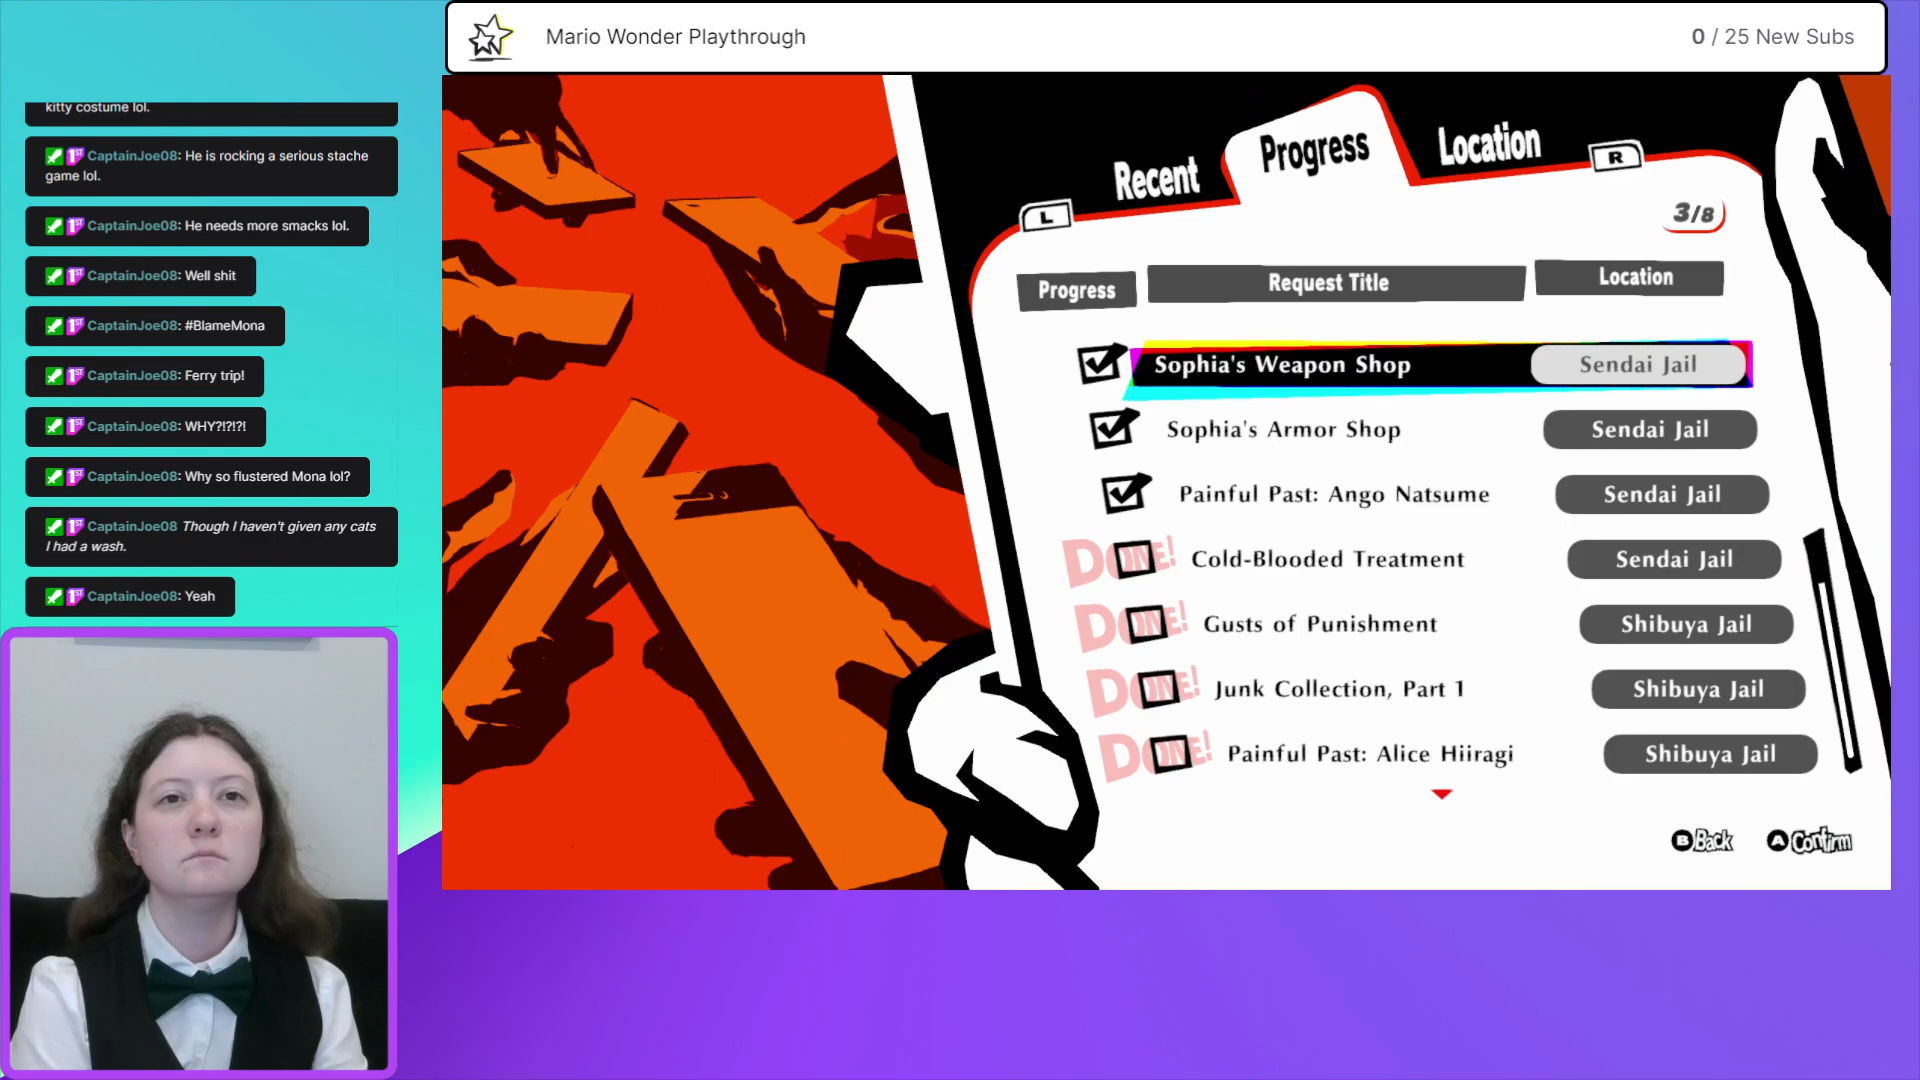 Mario Wonder Playthrough
0 / 25 New Subs
kitty costume lol.
CaptainJoe08: He is rocking a serious stache
game lol.
CaptainJoe08: He needs more smacks lol.
CaptainJoe08: Well shit
CaptainJoe08: #BlameMona
CaptainJoe08: Ferry trip!
CaptainJoe08: WHY?!?!?!
CaptainJoe08: Why so flustered Mona lol?
CaptainJoe08 Though I haven't given any cats
I had a wash.
CaptainJoe08: Yeah
L
Recent
Progress
Location
R
3/8
Progress
Request Title
Location
Sophia's Weapon Shop
Sendai Jail
Sophia's Armor Shop
Sendai Jail
Painful Past: Ango Natsume
Sendai Jail
DONE!
Cold-Blooded Treatment
Sendai Jail
DONE!
Gusts of Punishment
Shibuya Jail
DONE!
Junk Collection, Part 1
Shibuya Jail
DONE!
Painful Past: Alice Hiiragi
Shibuya Jail
B Back
A Confirm